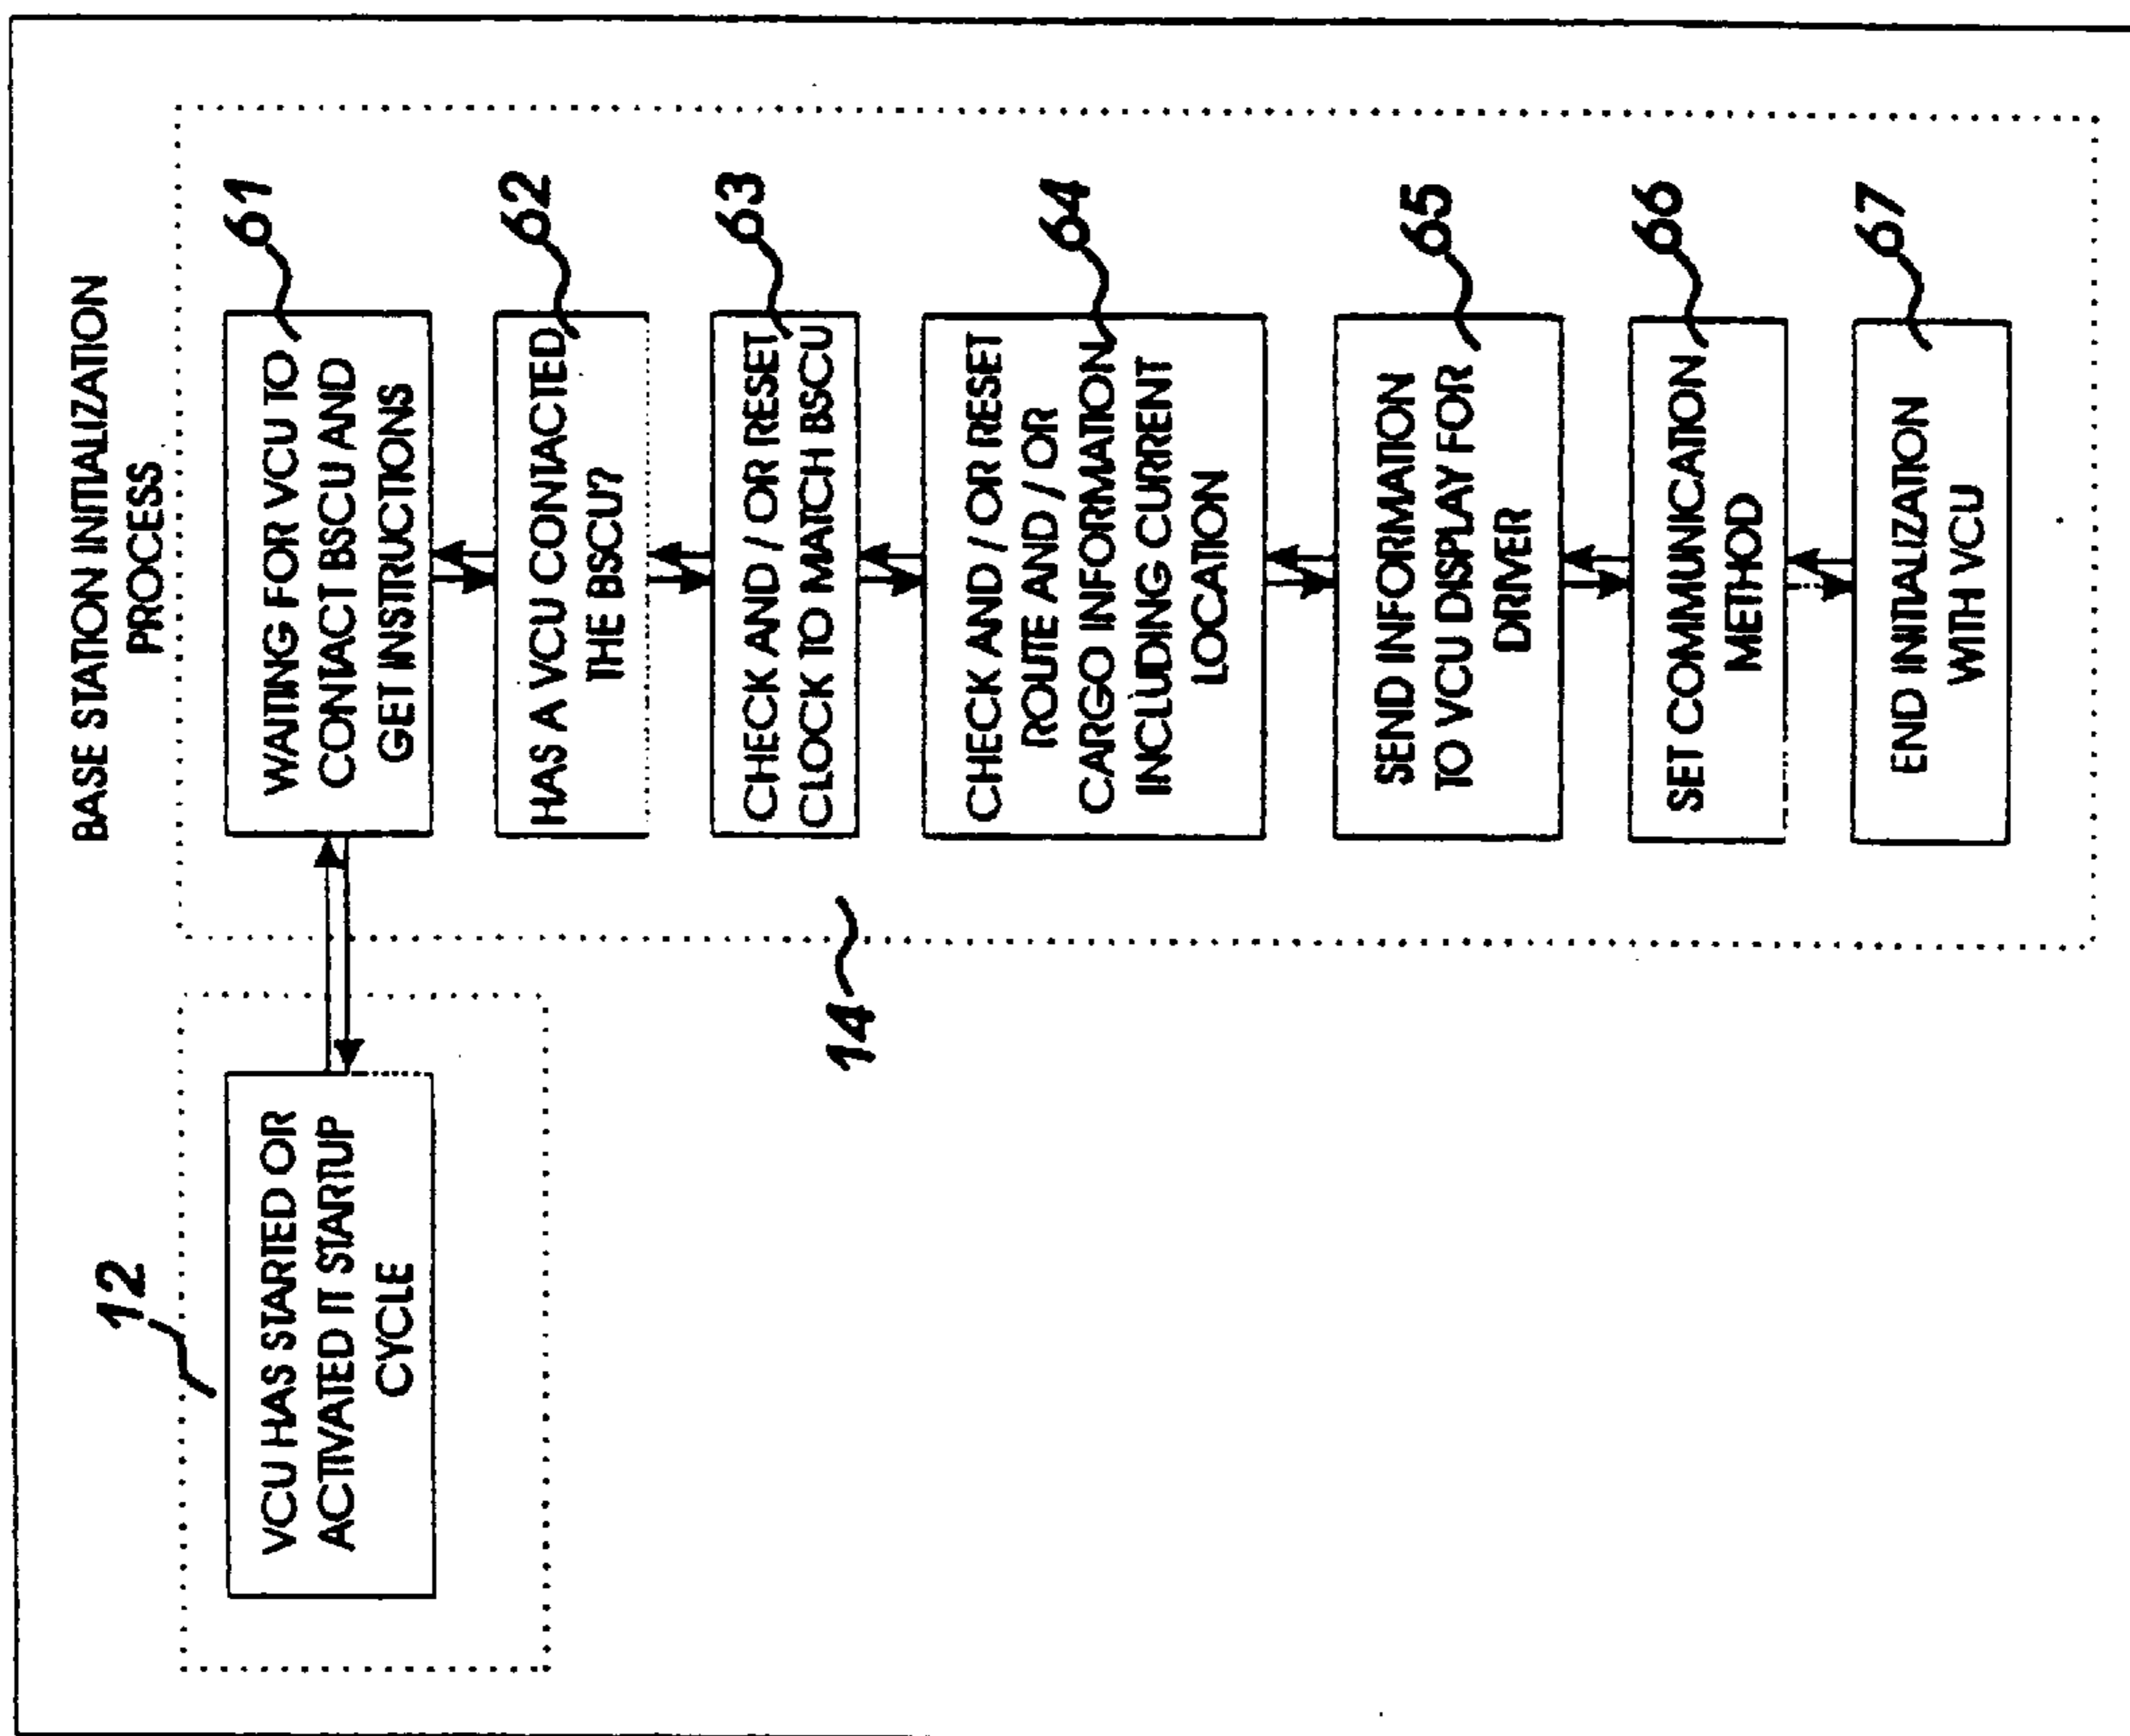 BASE STATION INITIALIZATION
PROCESS
12
VCU HAS STARTED OR
ACTIVATED IT STARTUP
CYCLE
14
WAITING FOR VCU TO
CONTACT BSCU AND
GET INSTRUCTIONS
61
HAS A VCU CONTACTED
THE BSCU?
62
CHECK AND / OR RESET
CLOCK TO MATCH BSCU
63
CHECK AND / OR RESET
ROUTE AND / OR
CARGO INFORMATION
INCLUDING CURRENT
LOCATION
64
SEND INFORMATION
TO VCU DISPLAY FOR
DRIVER
65
SET COMMUNICATION
METHOD
66
END INITIALIZATION
WITH VCU
67